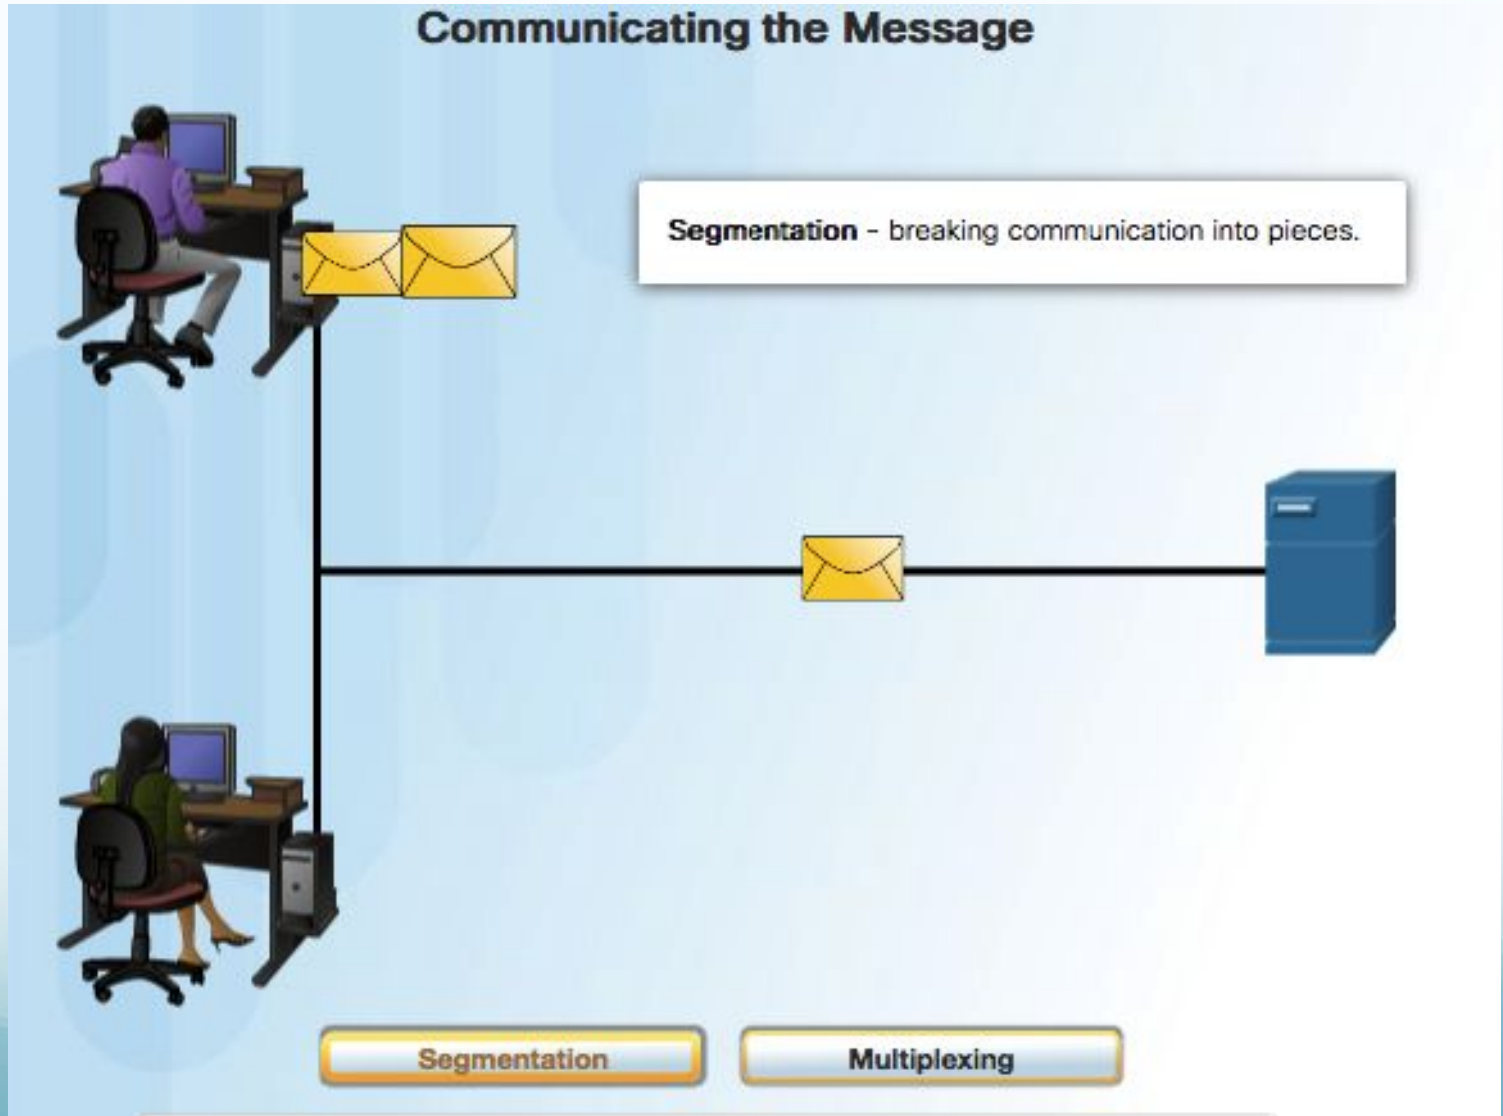 Communicating the Message
Segmentation - breaking communication into pieces.
Segmentation
Multiplexing